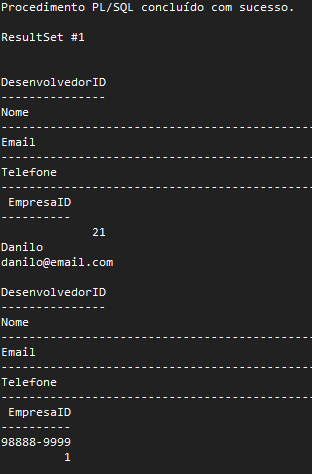 Procedimento PL/SQL concluído com sucesso.
ResultSet #1
DesenvolvedorID
---------------
Nome
--------------------------------------------
Email
--------------------------------------------
Telefone
--------------------------------------------
EmpresaID
----------
21
Danilo
danilo@email.com
DesenvolvedorID
---------------
Nome
--------------------------------------------
Email
--------------------------------------------
Telefone
--------------------------------------------
EmpresaID
----------
98888-9999
1